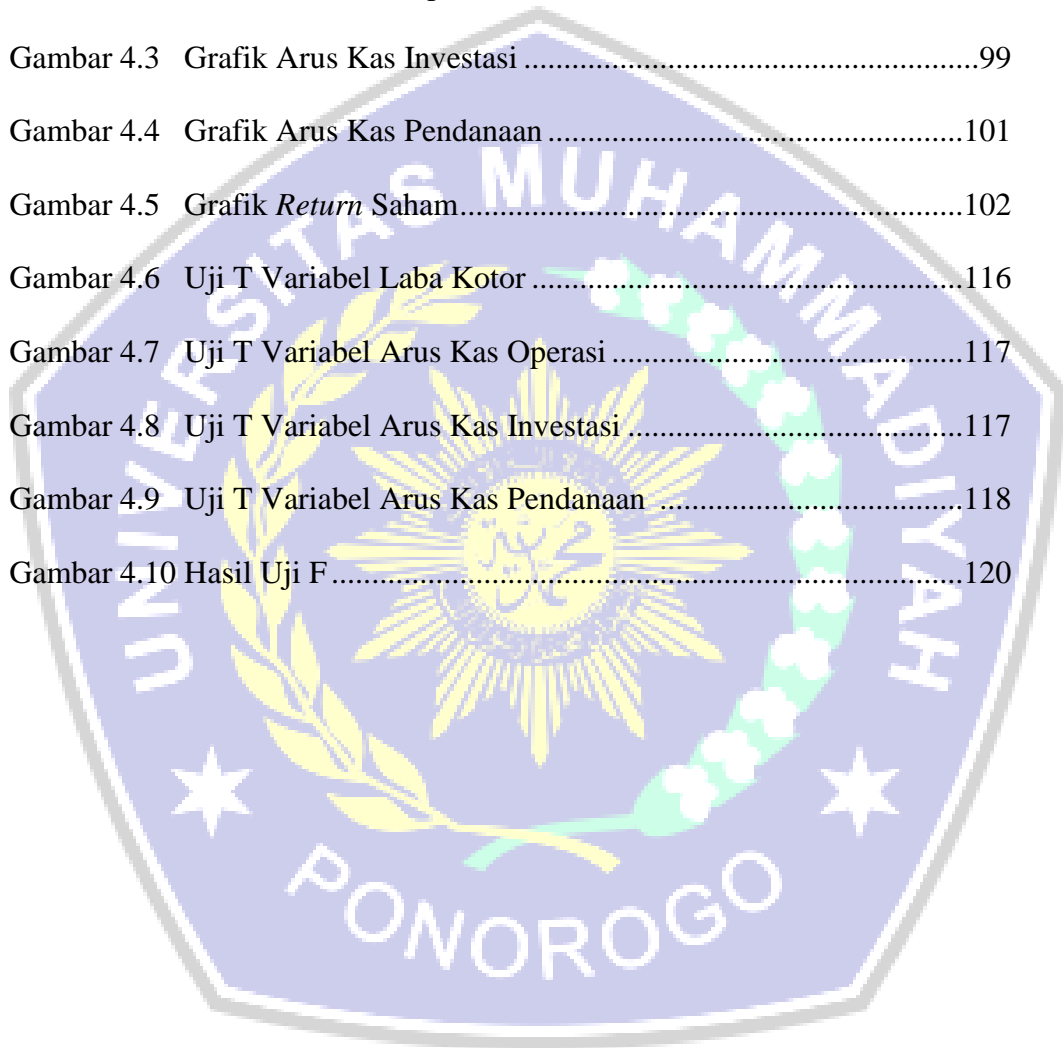 Gambar 4.3 Grafik Arus Kas Investasi .......................................................99
Gambar 4.4 Grafik Arus Kas Pendanaan ..................................................101
Gambar 4.5 Grafik Return Saham.............................................................102
Gambar 4.6 Uji T Variabel Laba Kotor ....................................................116
Gambar 4.7 Uji T Variabel Arus Kas Operasi ..........................................117
Gambar 4.8 Uji T Variabel Arus Kas Investasi ........................................117
Gambar 4.9 Uji T Variabel Arus Kas Pendanaan ....................................118
Gambar 4.10 Hasil Uji F............................................................................120
UNIVERSITAS MUHAMMADIYAH
PONOROGO